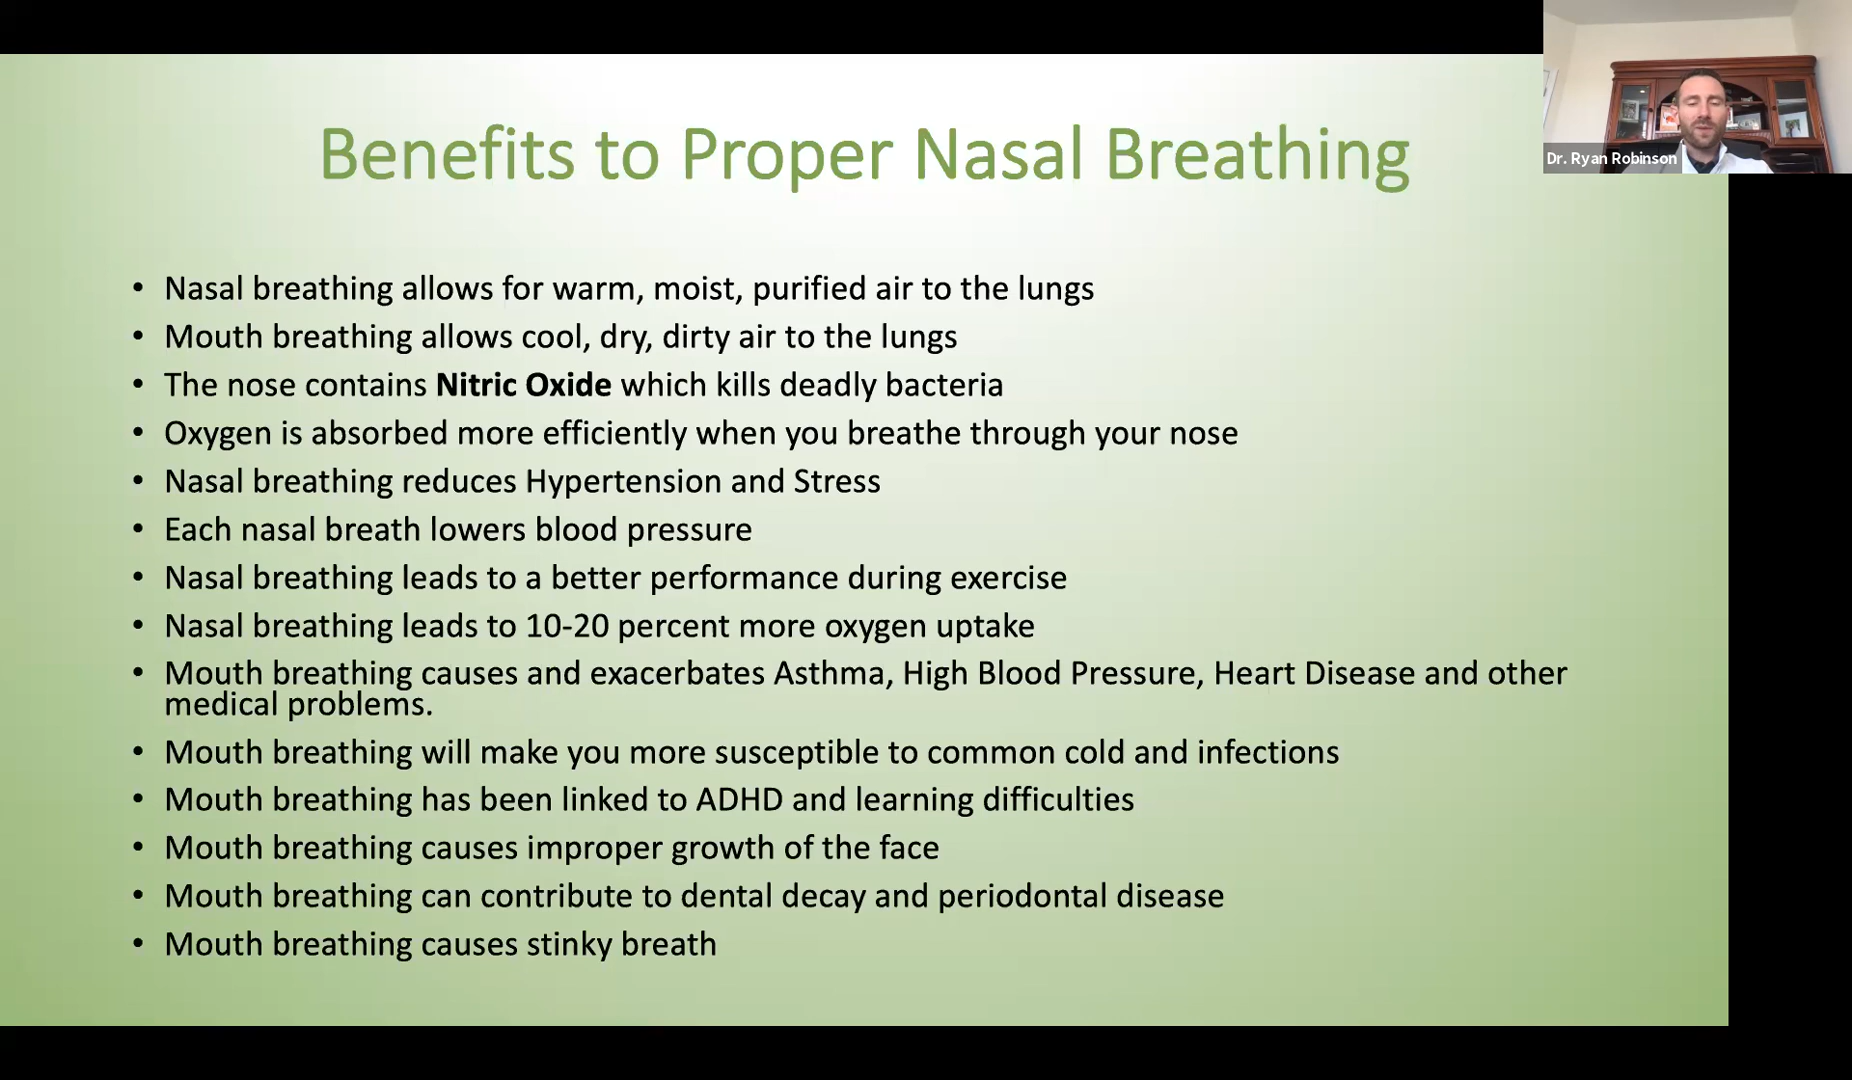 Benefits to Proper Nasal Breathing
Dr. Ryan Robinson
• Nasal breathing allows for warm, moist, purified air to the lungs
• Mouth breathing allows cool, dry, dirty air to the lungs
• The nose contains Nitric Oxide which kills deadly bacteria
• Oxygen is absorbed more efficiently when you breathe through your nose
• Nasal breathing reduces Hypertension and Stress
• Each nasal breath lowers blood pressure
• Nasal breathing leads to a better performance during exercise
• Nasal breathing leads to 10-20 percent more oxygen uptake
• Mouth breathing causes and exacerbates Asthma, High Blood Pressure, Heart Disease and other
medical problems.
• Mouth breathing will make you more susceptible to common cold and infections
• Mouth breathing has been linked to ADHD and learning difficulties
• Mouth breathing causes improper growth of the face
• Mouth breathing can contribute to dental decay and periodontal disease
• Mouth breathing causes stinky breath